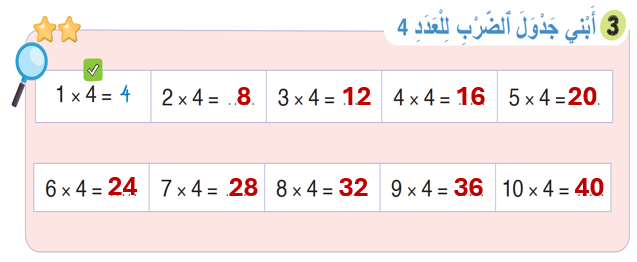 3 أَبْنِي جَدْوَلَ ٱلضَّرْبِ لِلْعَدَدِ 4
1 × 4 = 4 2 × 4 = 8 3 × 4 = 12 4 × 4 = 16 5 × 4 = 20
6 × 4 = 24 7 × 4 = 28 8 × 4 = 32 9 × 4 = 36 10 × 4 = 40